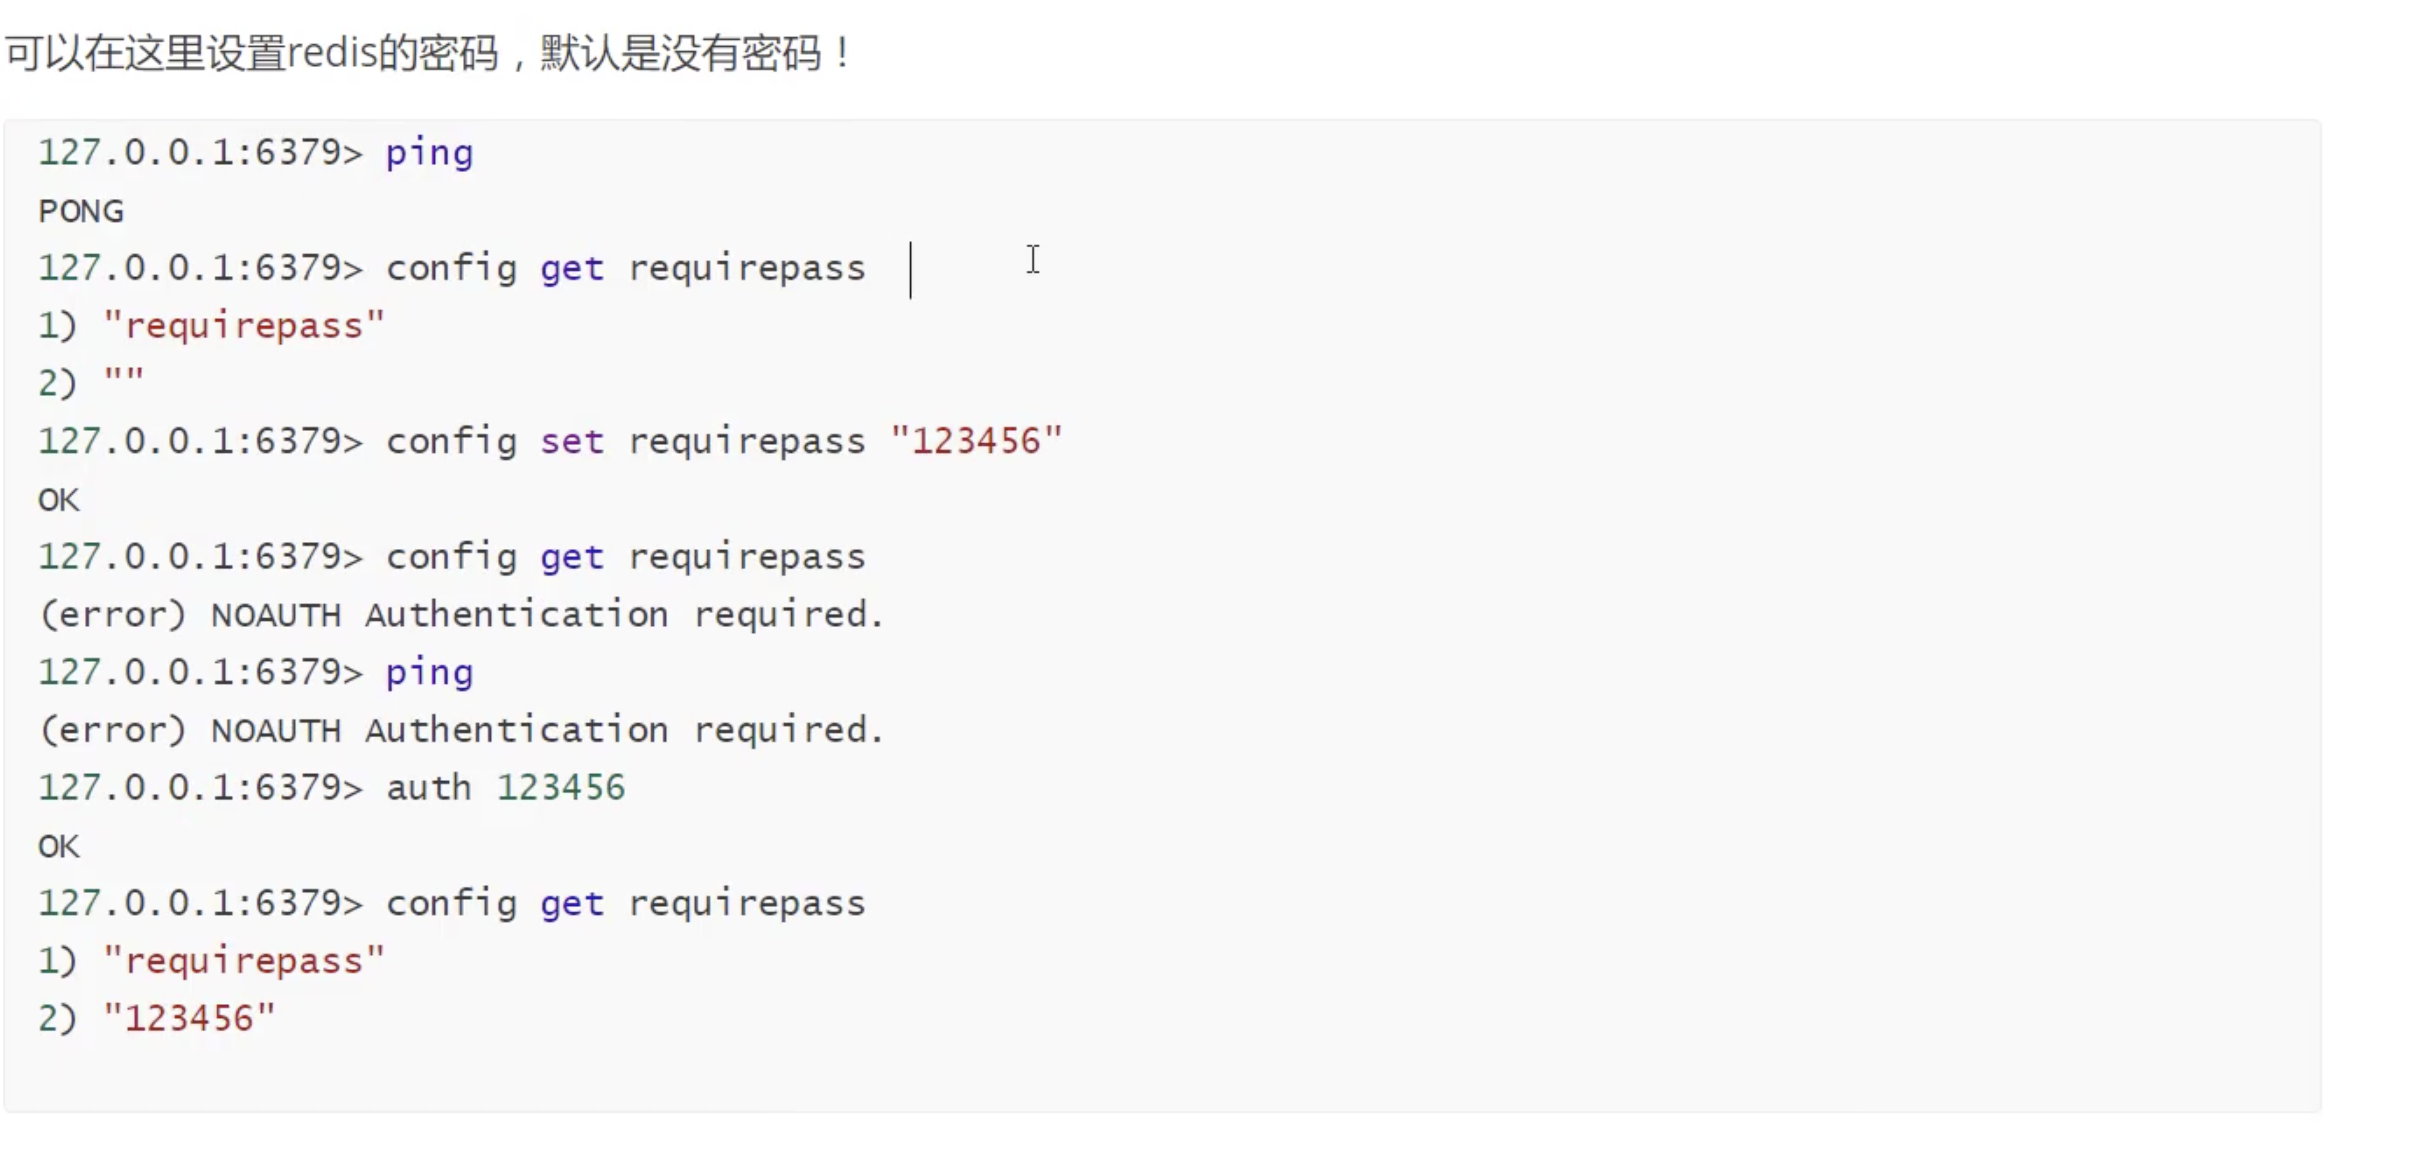 可以在这里设置redis的密码，默认是没有密码！
127.0.0.1:6379> ping
PONG
127.0.0.1:6379> config get requirepass
1) "requirepass"
2) ""
127.0.0.1:6379> config set requirepass "123456"
OK
127.0.0.1:6379> config get requirepass
(error) NOAUTH Authentication required.
127.0.0.1:6379> ping
(error) NOAUTH Authentication required.
127.0.0.1:6379> auth 123456
OK
127.0.0.1:6379> config get requirepass
1) "requirepass"
2) "123456"